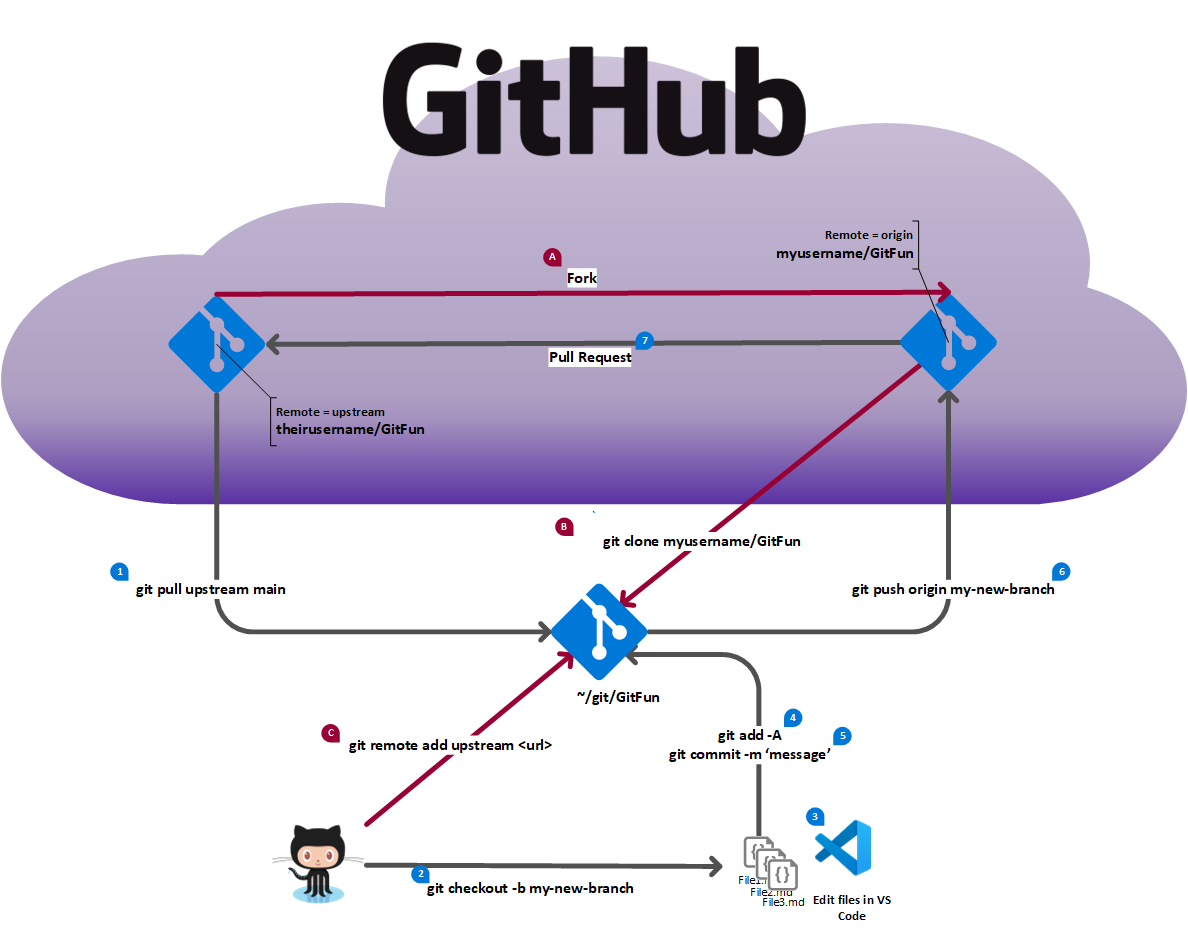 GitHub
Remote = origin
myusername/GitFun
A
Fork
7
Pull Request
Remote = upstream
theirusername/GitFun
B
git clone myusername/GitFun
1
git pull upstream main
6
git push origin my-new-branch
~/git/GitFun
C
git remote add upstream <url>
4
git add -A
5
git commit -m ‘message’
3
2
git checkout -b my-new-branch
{}
File2.md
File3.md
Edit files in VS
Code